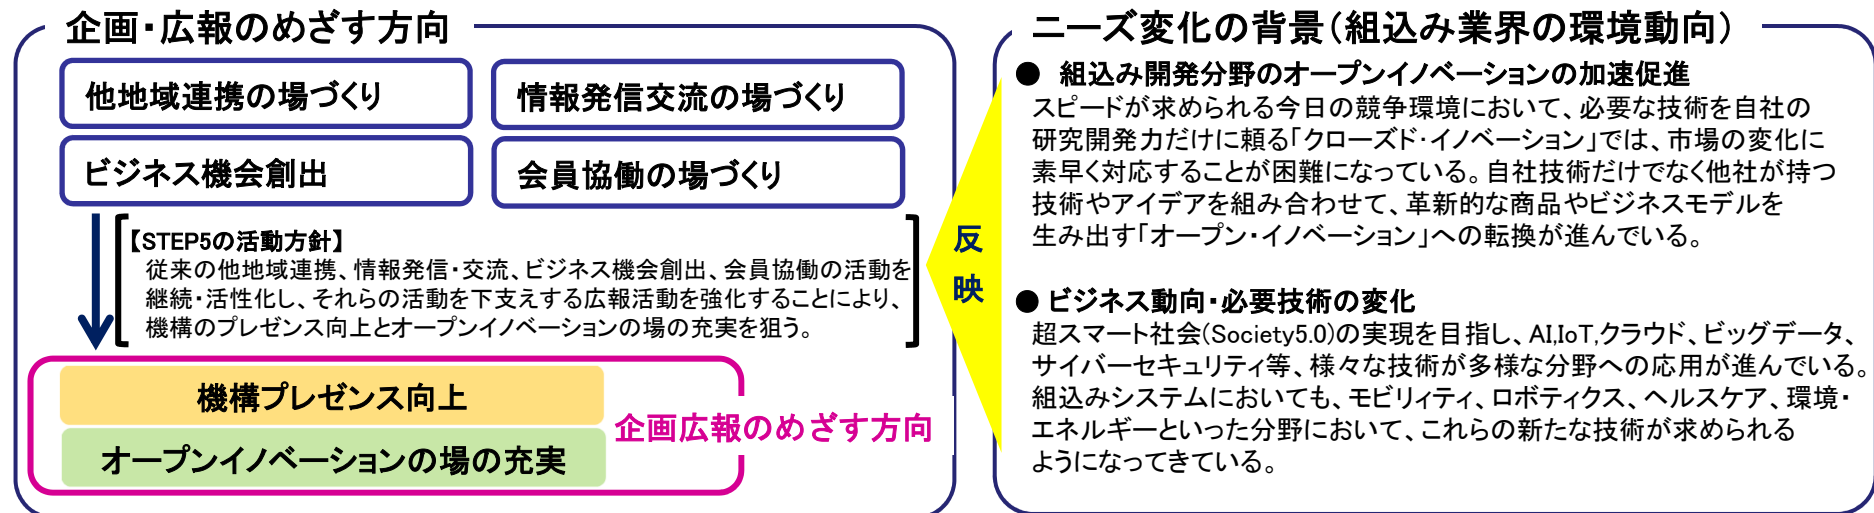 企画・広報のめざす方向
他地域連携の場づくり
情報発信交流の場づくり
ビジネス機会創出
会員協働の場づくり
【STEP5の活動方針】
従来の他地域連携、情報発信・交流、ビジネス機会創出、会員協働の活動を
継続・活性化し、それらの活動を下支えする広報活動を強化することにより、
機構のプレゼンス向上とオープンイノベーションの場の充実を狙う。
機構プレゼンス向上
オープンイノベーションの場の充実
企画広報のめざす方向
反
映
ニーズ変化の背景（組込み業界の環境動向）
● 組込み開発分野のオープンイノベーションの加速促進
スピードが求められる今日の競争環境において、必要な技術を自社の
研究開発力だけに頼る「クローズド・イノベーション」では、市場の変化に
素早く対応することが困難になっている。自社技術だけでなく他社が持つ
技術やアイデアを組み合わせて、革新的な商品やビジネスモデルを
生み出す「オープン・イノベーション」への転換が進んでいる。
● ビジネス動向・必要技術の変化
超スマート社会(Society5.0)の実現を目指し、AI,IoT,クラウド、ビッグデータ、
サイバーセキュリティ等、様々な技術が多様な分野への応用が進んでいる。
組込みシステムにおいても、モビリィティ、ロボティクス、ヘルスケア、環境・
エネルギーといった分野において、これらの新たな技術が求められる
ようになってきている。